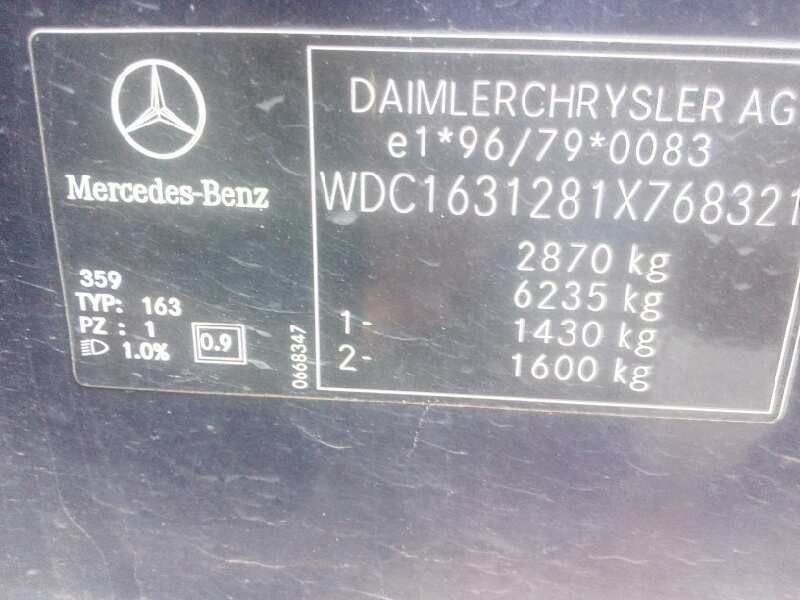 Mercedes-Benz
359
TYP: 163
PZ : 1
1.0%
0.9
0668347
DAIMLERCHRYSLER AG
e1*96/79*0083
WDC1631281X768321
2870 kg
6235 kg
1- 1430 kg
2- 1600 kg